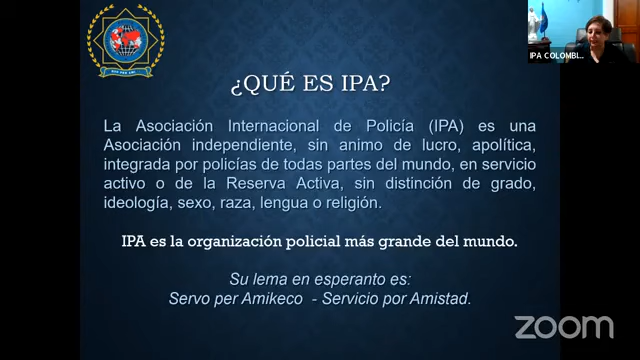 ¿QUÉ ES IPA?
La Asociación Internacional de Policía (IPA) es una
Asociación independiente, sin animo de lucro, apolítica,
integrada por policías de todas partes del mundo, en servicio
activo o de la Reserva Activa, sin distinción de grado,
ideología, sexo, raza, lengua o religión.
IPA es la organización policial más grande del mundo.
Su lema en esperanto es:
Servo per Amikeco - Servicio por Amistad.
IPA COLOMBI...
zoom